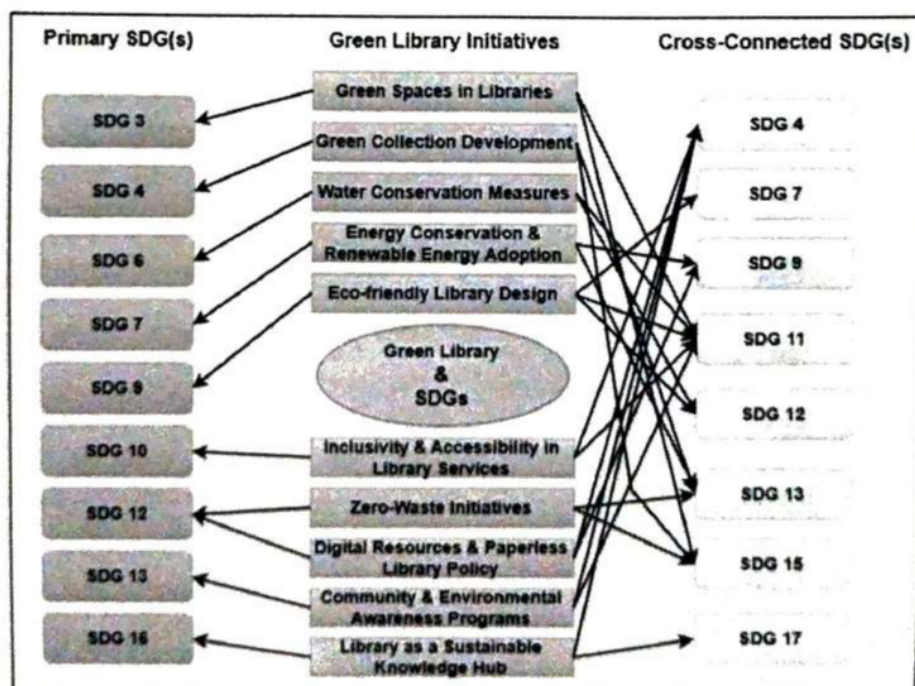 Primary SDG(s)
Green Library Initiatives
Cross-Connected SDG(s)
SDG 3
SDG 4
SDG 6
SDG 7
SDG 9
SDG 10
SDG 12
SDG 13
SDG 16
Green Spaces in Libraries
Green Collection Development
Water Conservation Measures
Energy Conservation &
Renewable Energy Adoption
Eco-friendly Library Design
Green Library
&
SDGs
Inclusivity & Accessibility in
Library Services
Zero-Waste Initiatives
Digital Resources & Paperless
Library Policy
Community & Environmental
Awareness Programs
Library as a Sustainable
Knowledge Hub
SDG 4
SDG 7
SDG 9
SDG 11
SDG 12
SDG 13
SDG 15
SDG 17